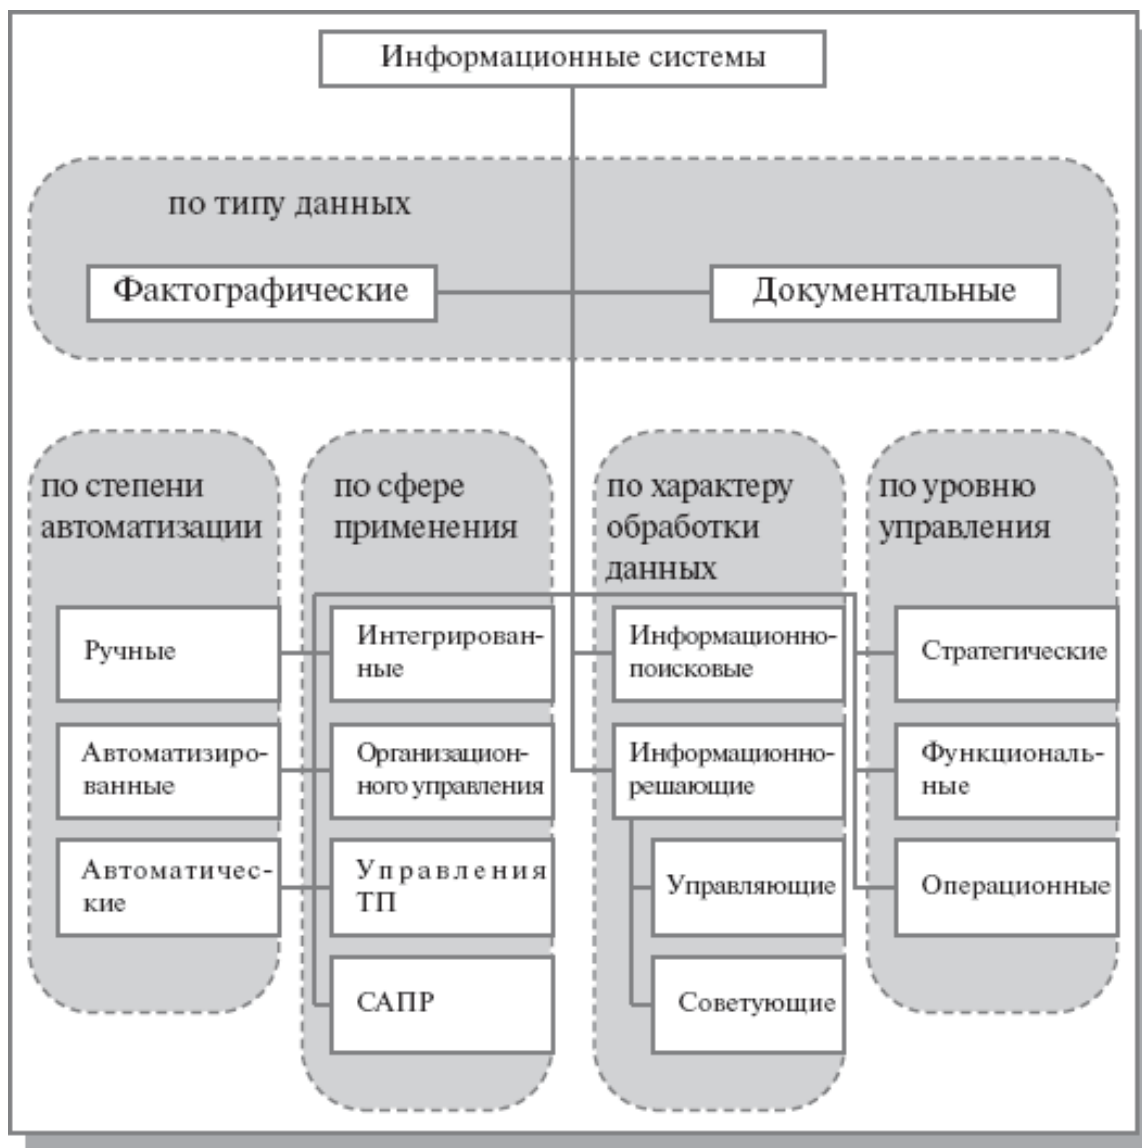 Информационные системы
по типу данных
Фактографические
Документальные
по степени
автоматизации
Ручные
Автоматизиро-
ванные
Автоматичес-
кие
по сфере
применения
Интегрирован-
ные
Организацион-
ного управления
Управления
ТП
САПР
по характеру
обработки
данных
Информационно-
поисковые
Информационно-
решающие
Управляющие
Советующие
по уровню
управления
Стратегические
Функциональ-
ные
Операционные